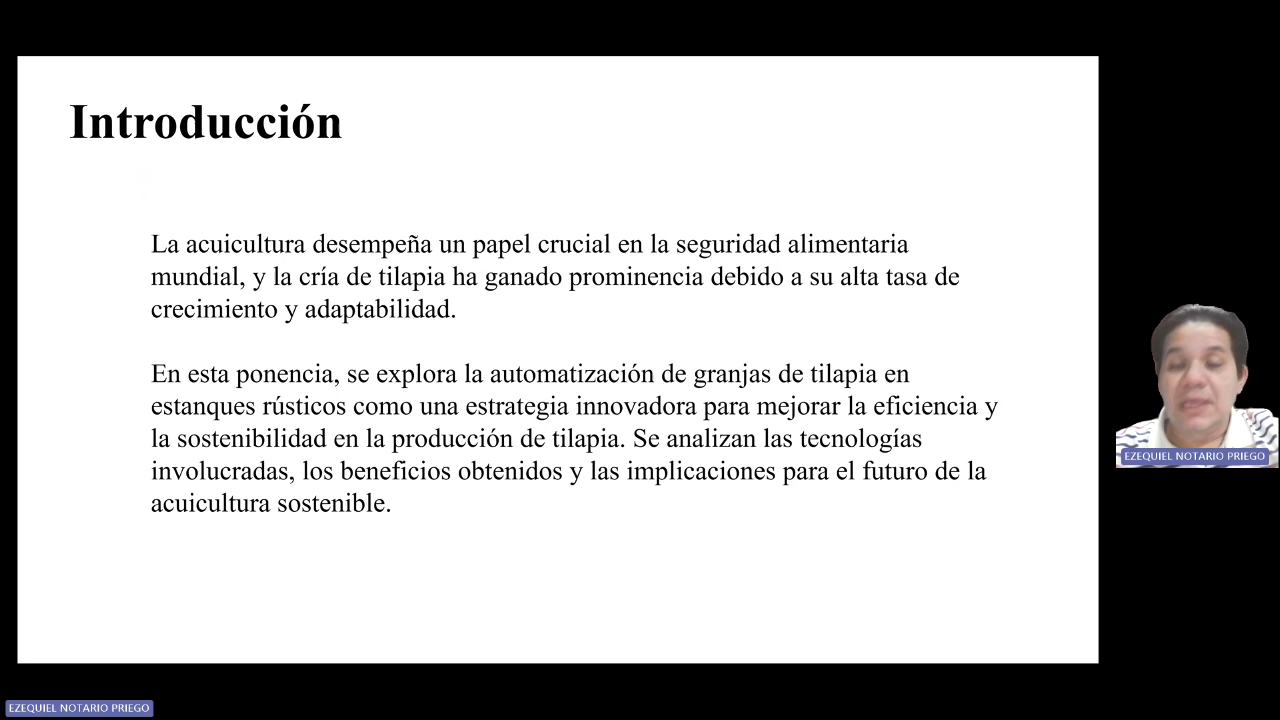 Introducción
La acuicultura desempeña un papel crucial en la seguridad alimentaria
mundial, y la cría de tilapia ha ganado prominencia debido a su alta tasa de
crecimiento y adaptabilidad.
En esta ponencia, se explora la automatización de granjas de tilapia en
estanques rústicos como una estrategia innovadora para mejorar la eficiencia y
la sostenibilidad en la producción de tilapia. Se analizan las tecnologías
involucradas, los beneficios obtenidos y las implicaciones para el futuro de la
acuicultura sostenible.
EZEQUIEL NOTARIO PRIEGO
EZEQUIEL NOTARIO PRIEGO